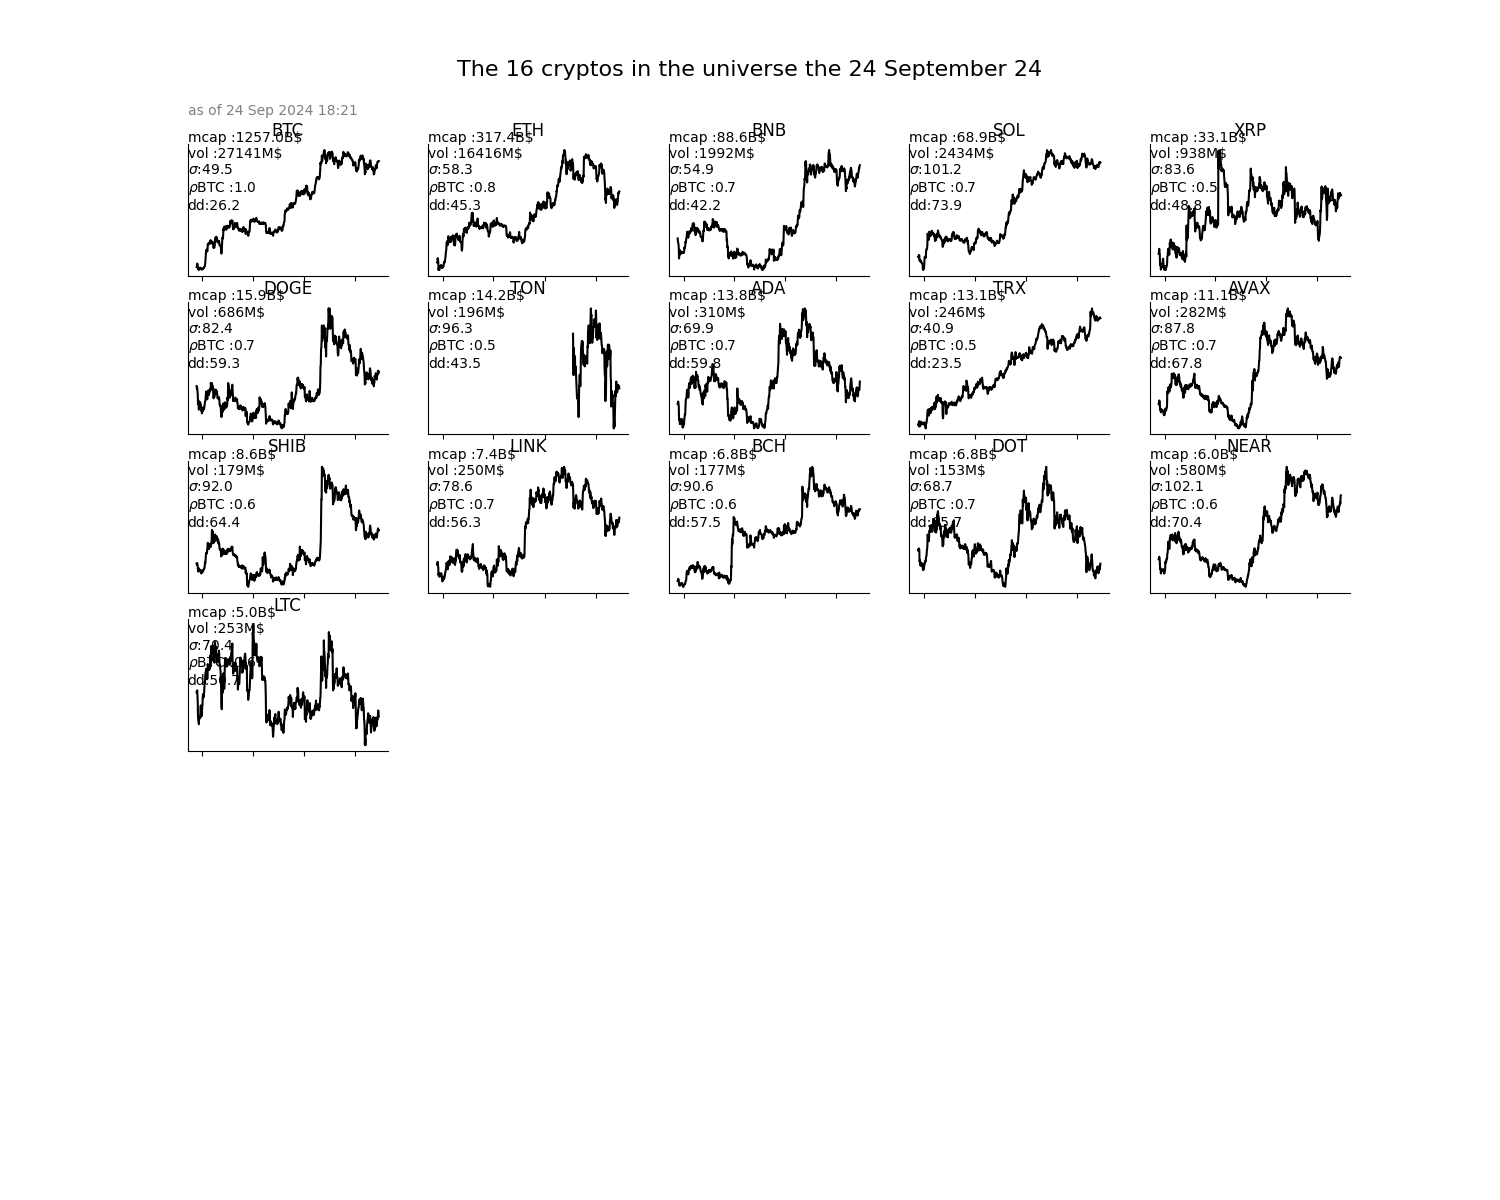 The 16 cryptos in the universe the 24 September 24
as of 24 Sep 2024 18:21
BTC
mcap :1257.0B$
vol :27141M$
σ:49.5
ρBTC :1.0
dd:26.2
ETH
mcap :317.4B$
vol :16416M$
σ:58.3
ρBTC :0.8
dd:45.3
BNB
mcap :88.6B$
vol :1992M$
σ:54.9
ρBTC :0.7
dd:42.2
SOL
mcap :68.9B$
vol :2434M$
σ:101.2
ρBTC :0.7
dd:73.9
XRP
mcap :33.1B$
vol :938M$
σ:83.6
ρBTC :0.5
dd:48.8
DOGE
mcap :15.9B$
vol :686M$
σ:82.4
ρBTC :0.7
dd:59.3
TON
mcap :14.2B$
vol :196M$
σ:96.3
ρBTC :0.5
dd:43.5
ADA
mcap :13.8B$
vol :310M$
σ:69.9
ρBTC :0.7
dd:59.8
TRX
mcap :13.1B$
vol :246M$
σ:40.9
ρBTC :0.5
dd:23.5
AVAX
mcap :11.1B$
vol :282M$
σ:87.8
ρBTC :0.7
dd:67.8
SHIB
mcap :8.6B$
vol :179M$
σ:92.0
ρBTC :0.6
dd:64.4
LINK
mcap :7.4B$
vol :250M$
σ:78.6
ρBTC :0.7
dd:56.3
BCH
mcap :6.8B$
vol :177M$
σ:90.6
ρBTC :0.6
dd:57.5
DOT
mcap :6.8B$
vol :153M$
σ:68.7
ρBTC :0.7
NEAR
mcap :6.0B$
vol :580M$
σ:102.1
ρBTC :0.6
dd:70.4
LTC
mcap :5.0B$
vol :253M$